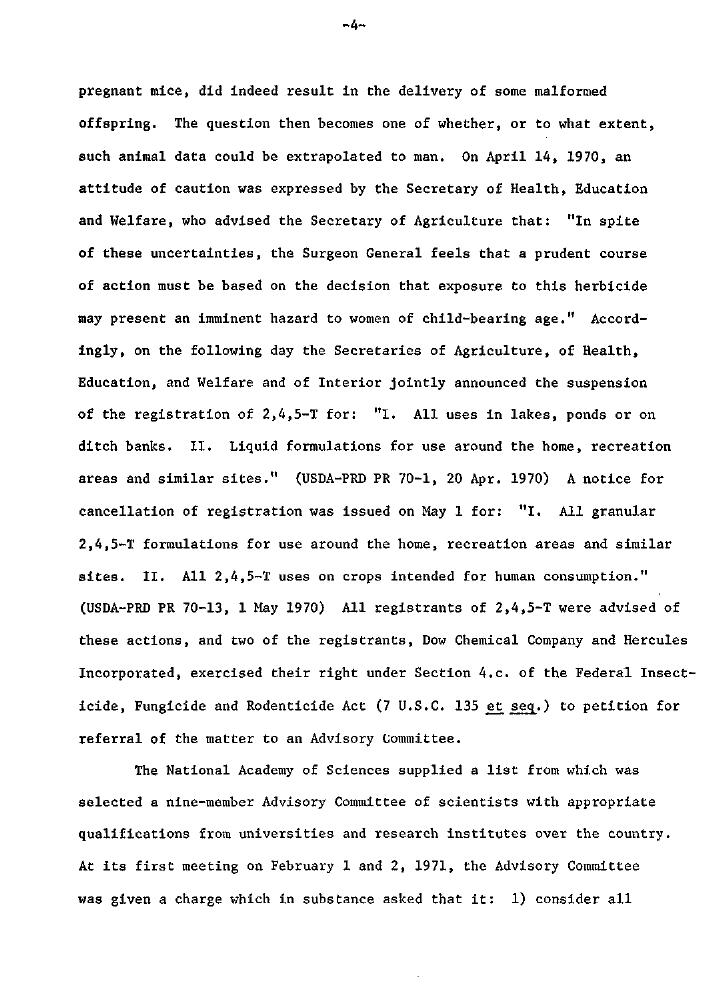 -4-
pregnant mice, did indeed result in the delivery of some malformed
offspring. The question then becomes one of whether, or to what extent,
such animal data could be extrapolated to man. On April 14, 1970, an
attitude of caution was expressed by the Secretary of Health, Education
and Welfare, who advised the Secretary of Agriculture that: "In spite
of these uncertainties, the Surgeon General feels that a prudent course
of action must be based on the decision that exposure to this herbicide
may present an imminent hazard to women of child-bearing age." Accord-
ingly, on the following day the Secretaries of Agriculture, of Health,
Education, and Welfare and of Interior jointly announced the suspension
of the registration of 2,4,5-T for: "I. All uses in lakes, ponds or on
ditch banks. II. Liquid formulations for use around the home, recreation
areas and similar sites." (USDA-PRD PR 70-1, 20 Apr. 1970) A notice for
cancellation of registration was issued on May 1 for: "I. All granular
2,4,5-T formulations for use around the home, recreation areas and similar
sites. II. All 2,4,5-T uses on crops intended for human consumption."
(USDA-PRD PR 70-13, 1 May 1970) All registrants of 2,4,5-T were advised of
these actions, and two of the registrants, Dow Chemical Company and Hercules
Incorporated, exercised their right under Section 4.c. of the Federal Insect-
icide, Fungicide and Rodenticide Act (7 U.S.C. 135 et seq.) to petition for
referral of the matter to an Advisory Committee.
The National Academy of Sciences supplied a list from which was
selected a nine-member Advisory Committee of scientists with appropriate
qualifications from universities and research institutes over the country.
At its first meeting on February 1 and 2, 1971, the Advisory Committee
was given a charge which in substance asked that it: 1) consider all